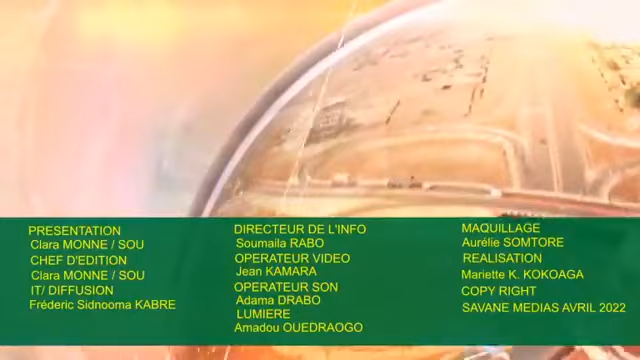 PRESENTATION
Clara MONNE / SOU
CHEF D'EDITION
Clara MONNE / SOU
IT/ DIFFUSION
Fréderic Sidnooma KABRE
DIRECTEUR DE L'INFO
Soumaila RABO
OPERATEUR VIDEO
Jean KAMARA
OPERATEUR SON
Adama DRABO
LUMIERE
Amadou OUEDRAOGO
MAQUILLAGE
Aurélie SOMTORE
REALISATION
Mariette K. KOKOAGA
COPY RIGHT
SAVANE MEDIAS AVRIL 2022